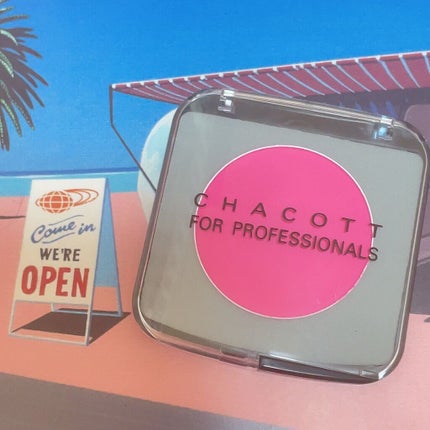 Come in
WE'RE
OPEN
CHACOTT
FOR PROFESSIONALS